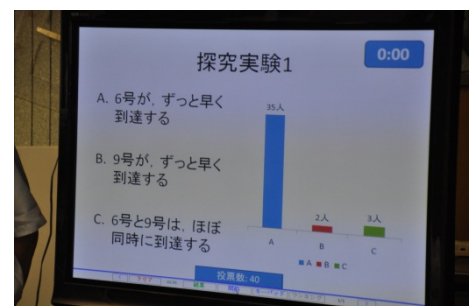 探究実験1
0:00
A. 6号が，ずっと早く
到達する
B. 9号が，ずっと早く
到達する
C. 6号と9号は，ほぼ
同時に到達する
35人
2人
3人
A
B
C
A B C
投票数: 40